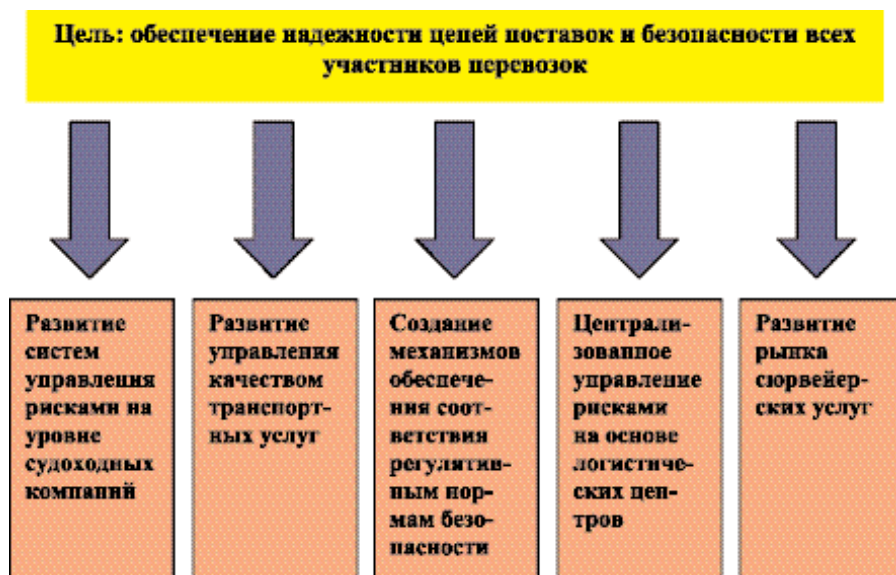 Цель: обеспечение надежности цепей поставок и безопасности всех
участников перевозок
Развитие
систем
управления
рисками на
уровне
судоходных
компаний
Развитие
управления
качеством
транспорт-
ных услуг
Создание
механизмов
обеспече-
ния соот-
ветствия
регулятив-
ным нор-
мам безо-
пасности
Централи-
зованное
управление
рисками
на основе
логистиче-
ских цен-
тров
Развитие
рынка
сюрвейер-
ских услуг